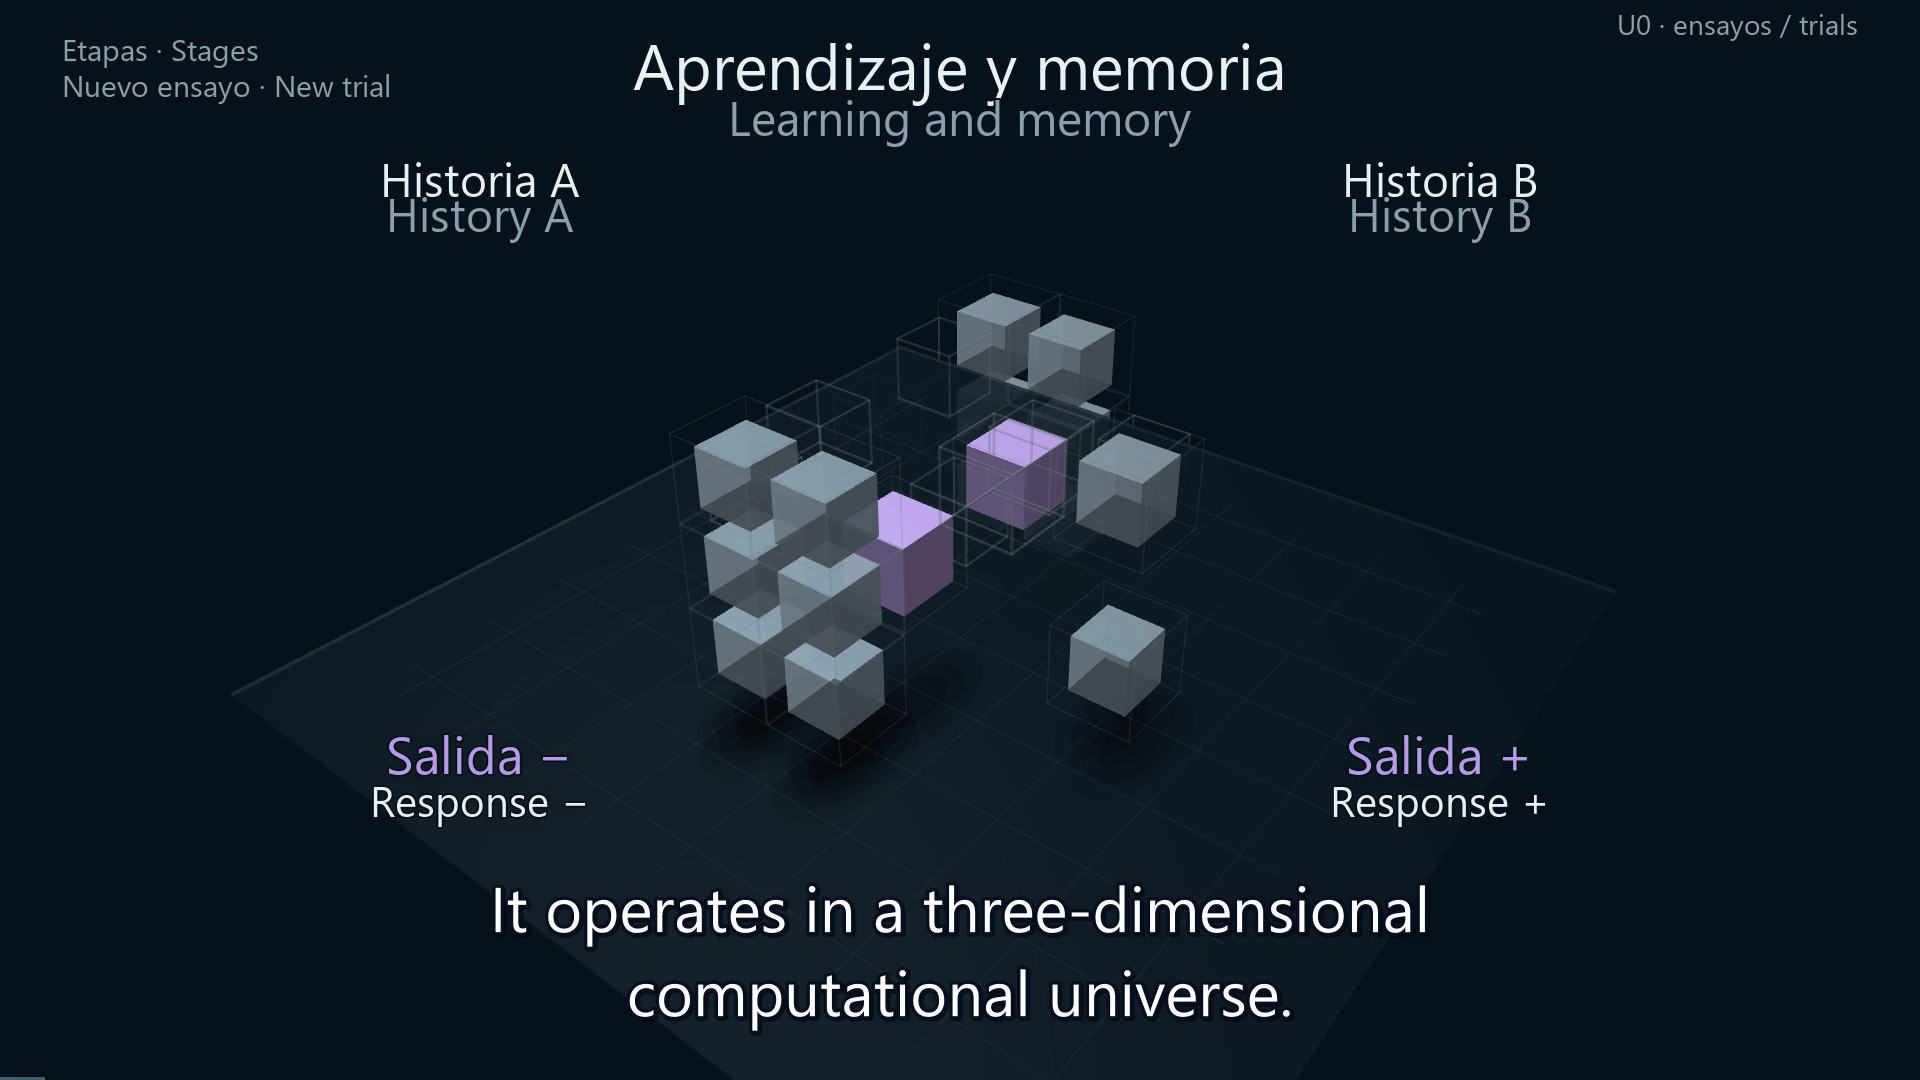 Etapas · Stages
Nuevo ensayo · New trial
U0 · ensayos / trials
Aprendizaje y memoria
Learning and memory
Historia A
History A
Historia B
History B
Salida −
Response −
Salida +
Response +
It operates in a three-dimensional
computational universe.